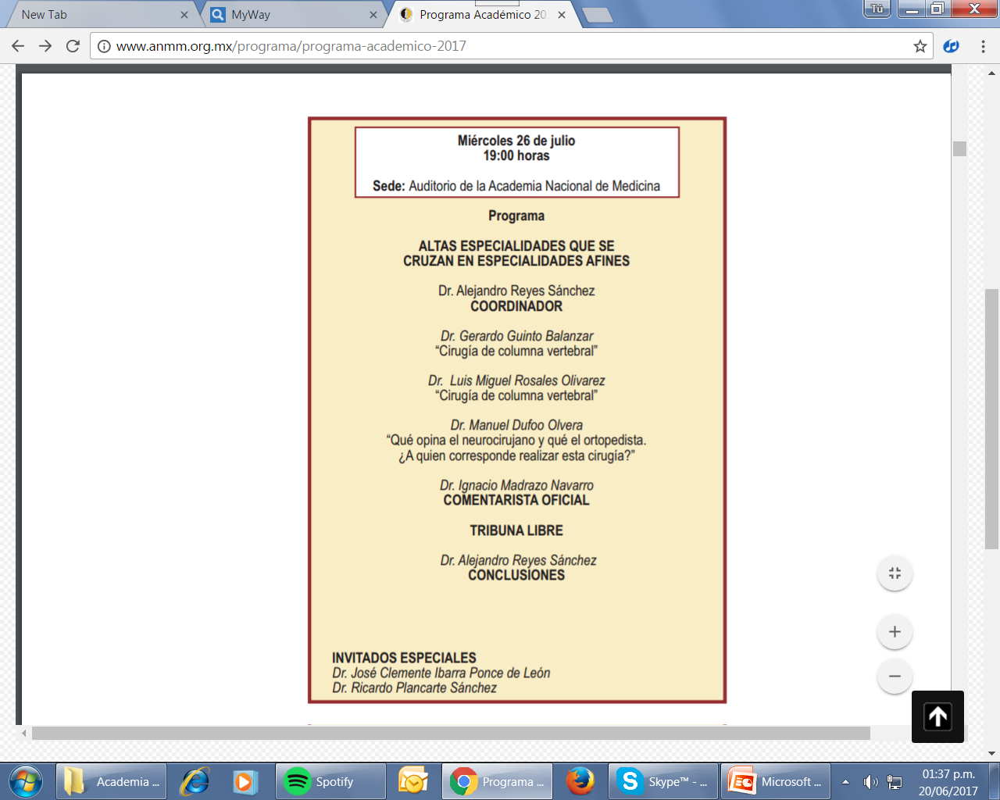 New Tab
MyWay
Programa Académico 20
Tú
www.anmm.org.mx/programa/programa-academico-2017
Miércoles 26 de julio
19:00 horas
Sede: Auditorio de la Academia Nacional de Medicina
Programa
ALTAS ESPECIALIDADES QUE SE
CRUZAN EN ESPECIALIDADES AFINES
Dr. Alejandro Reyes Sánchez
COORDINADOR
Dr. Gerardo Guinto Balanzar
“Cirugía de columna vertebral”
Dr. Luis Miguel Rosales Olivarez
“Cirugía de columna vertebral”
Dr. Manuel Dufoo Olvera
“Qué opina el neurocirujano y qué el ortopedista.
¿A quien corresponde realizar esta cirugía?”
Dr. Ignacio Madrazo Navarro
COMENTARISTA OFICIAL
TRIBUNA LIBRE
Dr. Alejandro Reyes Sánchez
CONCLUSIONES
INVITADOS ESPECIALES
Dr. José Clemente Ibarra Ponce de León
Dr. Ricardo Plancarte Sánchez
Academia ...
Spotify
Programa ...
Skype™ - ...
Microsoft ...
01:37 p.m.
20/06/2017